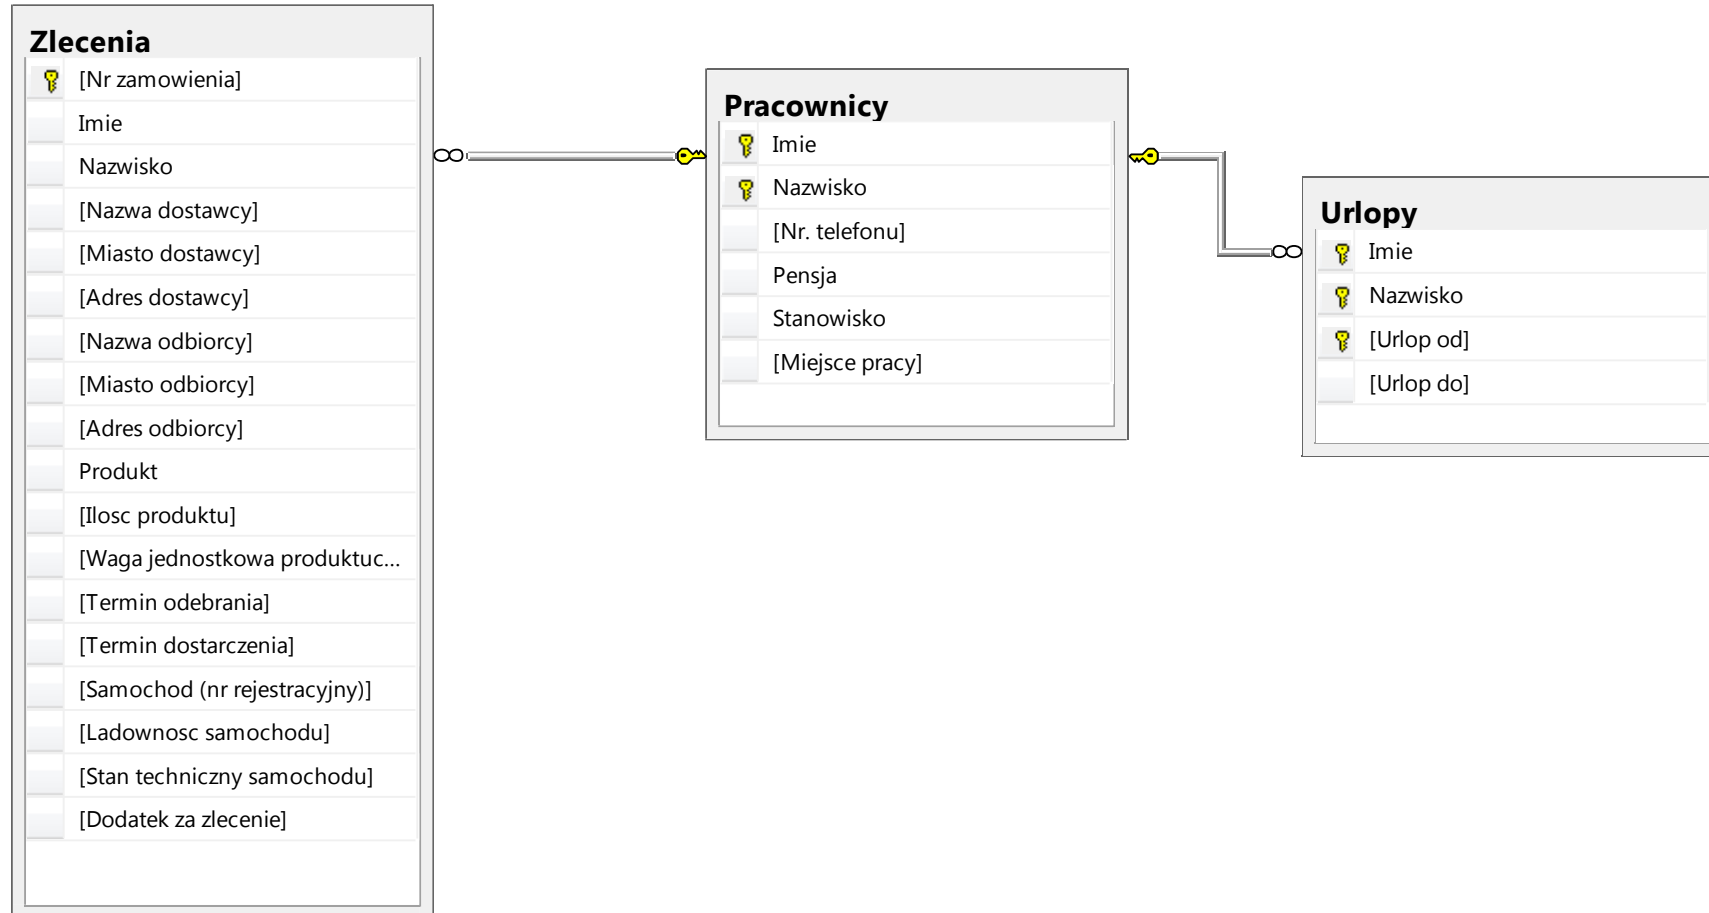 Zlecenia
[Nr zamowienia]
Imie
Nazwisko
[Nazwa dostawcy]
[Miasto dostawcy]
[Adres dostawcy]
[Nazwa odbiorcy]
[Miasto odbiorcy]
[Adres odbiorcy]
Produkt
[Ilosc produktu]
[Waga jednostkowa produktuc...
[Termin odebrania]
[Termin dostarczenia]
[Samochod (nr rejestracyjny)]
[Ladownosc samochodu]
[Stan techniczny samochodu]
[Dodatek za zlecenie]
Pracownicy
Imie
Nazwisko
[Nr. telefonu]
Pensja
Stanowisko
[Miejsce pracy]
Urlopy
Imie
Nazwisko
[Urlop od]
[Urlop do]